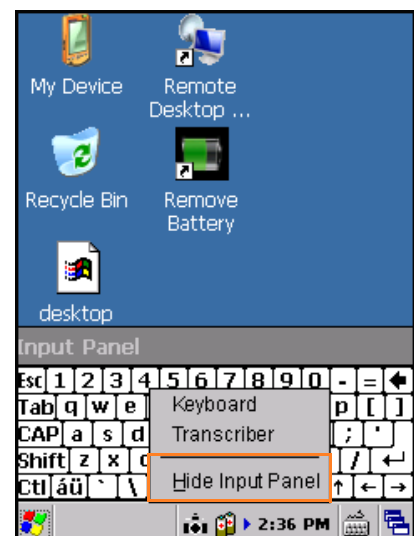 My Device
Remote
Desktop ...
Recycle Bin
Remove
Battery
desktop
Input Panel
Esc 1 2 3 4 5 6 7 8 9 0 - =
Tab q w e p [ ]
CAP a s d ; '
Shift z x c /
Ctl áü ` \
Keyboard
Transcriber
Hide Input Panel
2:36 PM